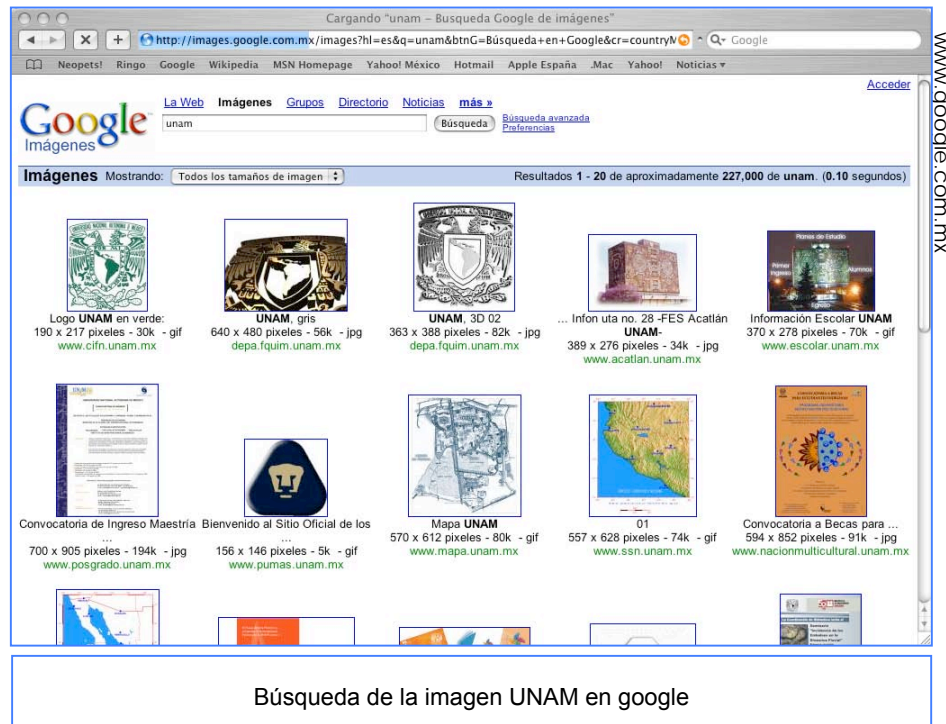 Cargando "unam – Busqueda Google de imágenes"
http://images.google.com.mx/images?hl=es&q=unam&btnG=Búsqueda+en+Google&cr=countryM
Google
Neopets! Ringo Google Wikipedia MSN Homepage Yahoo! México Hotmail Apple España .Mac Yahoo! Noticias
Acceder
La Web Imágenes Grupos Directorio Noticias más »
Google
Imágenes
unam
Búsqueda
Búsqueda avanzada
Preferencias
Imágenes Mostrando: Todos los tamaños de imagen
Resultados 1 - 20 de aproximadamente 227,000 de unam. (0.10 segundos)
Planes de Estudio
Primer
Ingreso
Alumnos
Egreso
Logo UNAM en verde:
190 x 217 pixeles - 30k - gif
www.cifn.unam.mx
UNAM, gris
640 x 480 pixeles - 56k - jpg
depa.fquim.unam.mx
UNAM, 3D 02
363 x 388 pixeles - 82k - jpg
depa.fquim.unam.mx
... Infon uta no. 28 -FES Acatlán
UNAM-
389 x 276 pixeles - 34k - jpg
www.acatlan.unam.mx
Información Escolar UNAM
370 x 278 pixeles - 70k - gif
www.escolar.unam.mx
Convocatoria de Ingreso Maestría
...
700 x 905 pixeles - 194k - jpg
www.posgrado.unam.mx
Bienvenido al Sitio Oficial de los
...
156 x 146 pixeles - 5k - gif
www.pumas.unam.mx
Mapa UNAM
570 x 612 pixeles - 80k - gif
www.mapa.unam.mx
01
557 x 628 pixeles - 74k - gif
www.ssn.unam.mx
Convocatoria a Becas para ...
594 x 852 pixeles - 91k - jpg
www.nacionmulticultural.unam.mx
www.google.com.mx
Búsqueda de la imagen UNAM en google